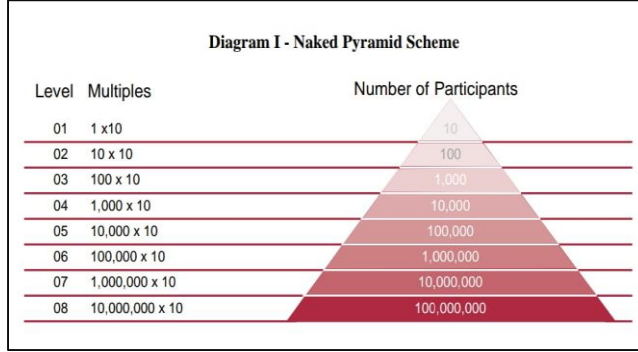 Diagram I - Naked Pyramid Scheme
Level Multiples Number of Participants
01 1 x10 10
02 10 x 10 100
03 100 x 10 1,000
04 1,000 x 10 10,000
05 10,000 x 10 100,000
06 100,000 x 10 1,000,000
07 1,000,000 x 10 10,000,000
08 10,000,000 x 10 100,000,000